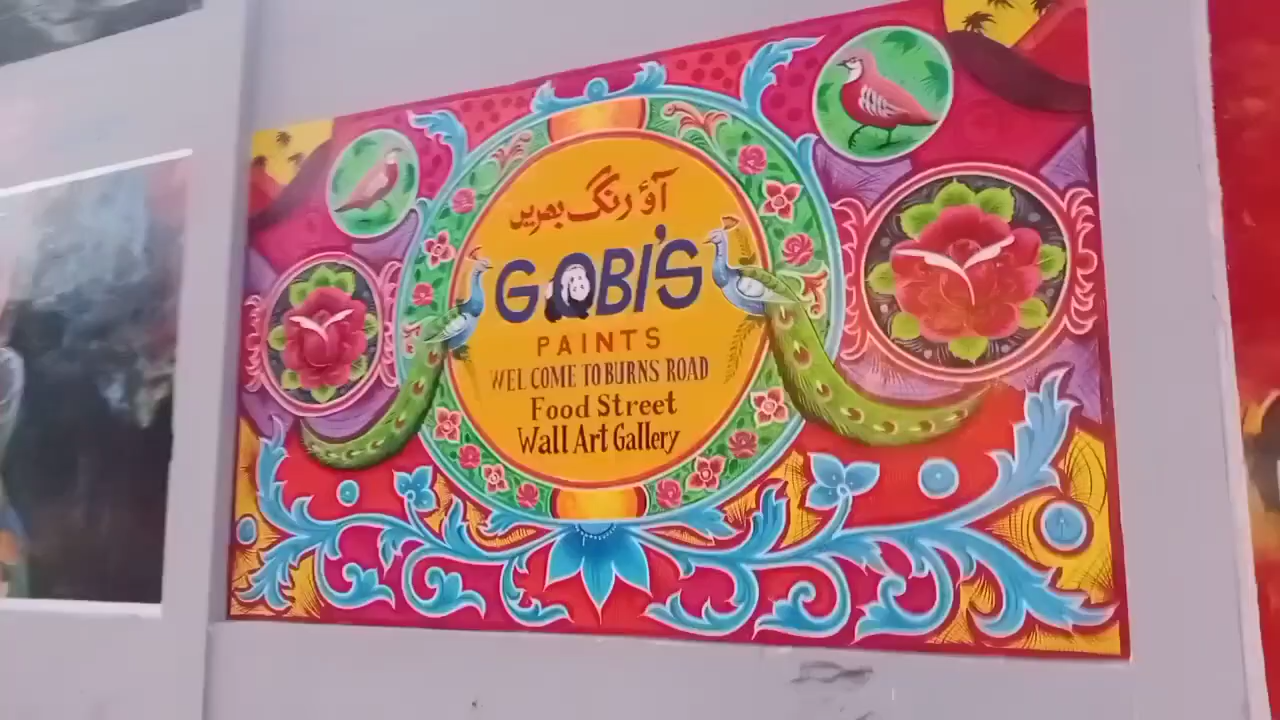 آؤ رنگ بھریں
GOBI'S
PAINTS
WEL COME TO BURNS ROAD
Food Street
Wall Art Gallery